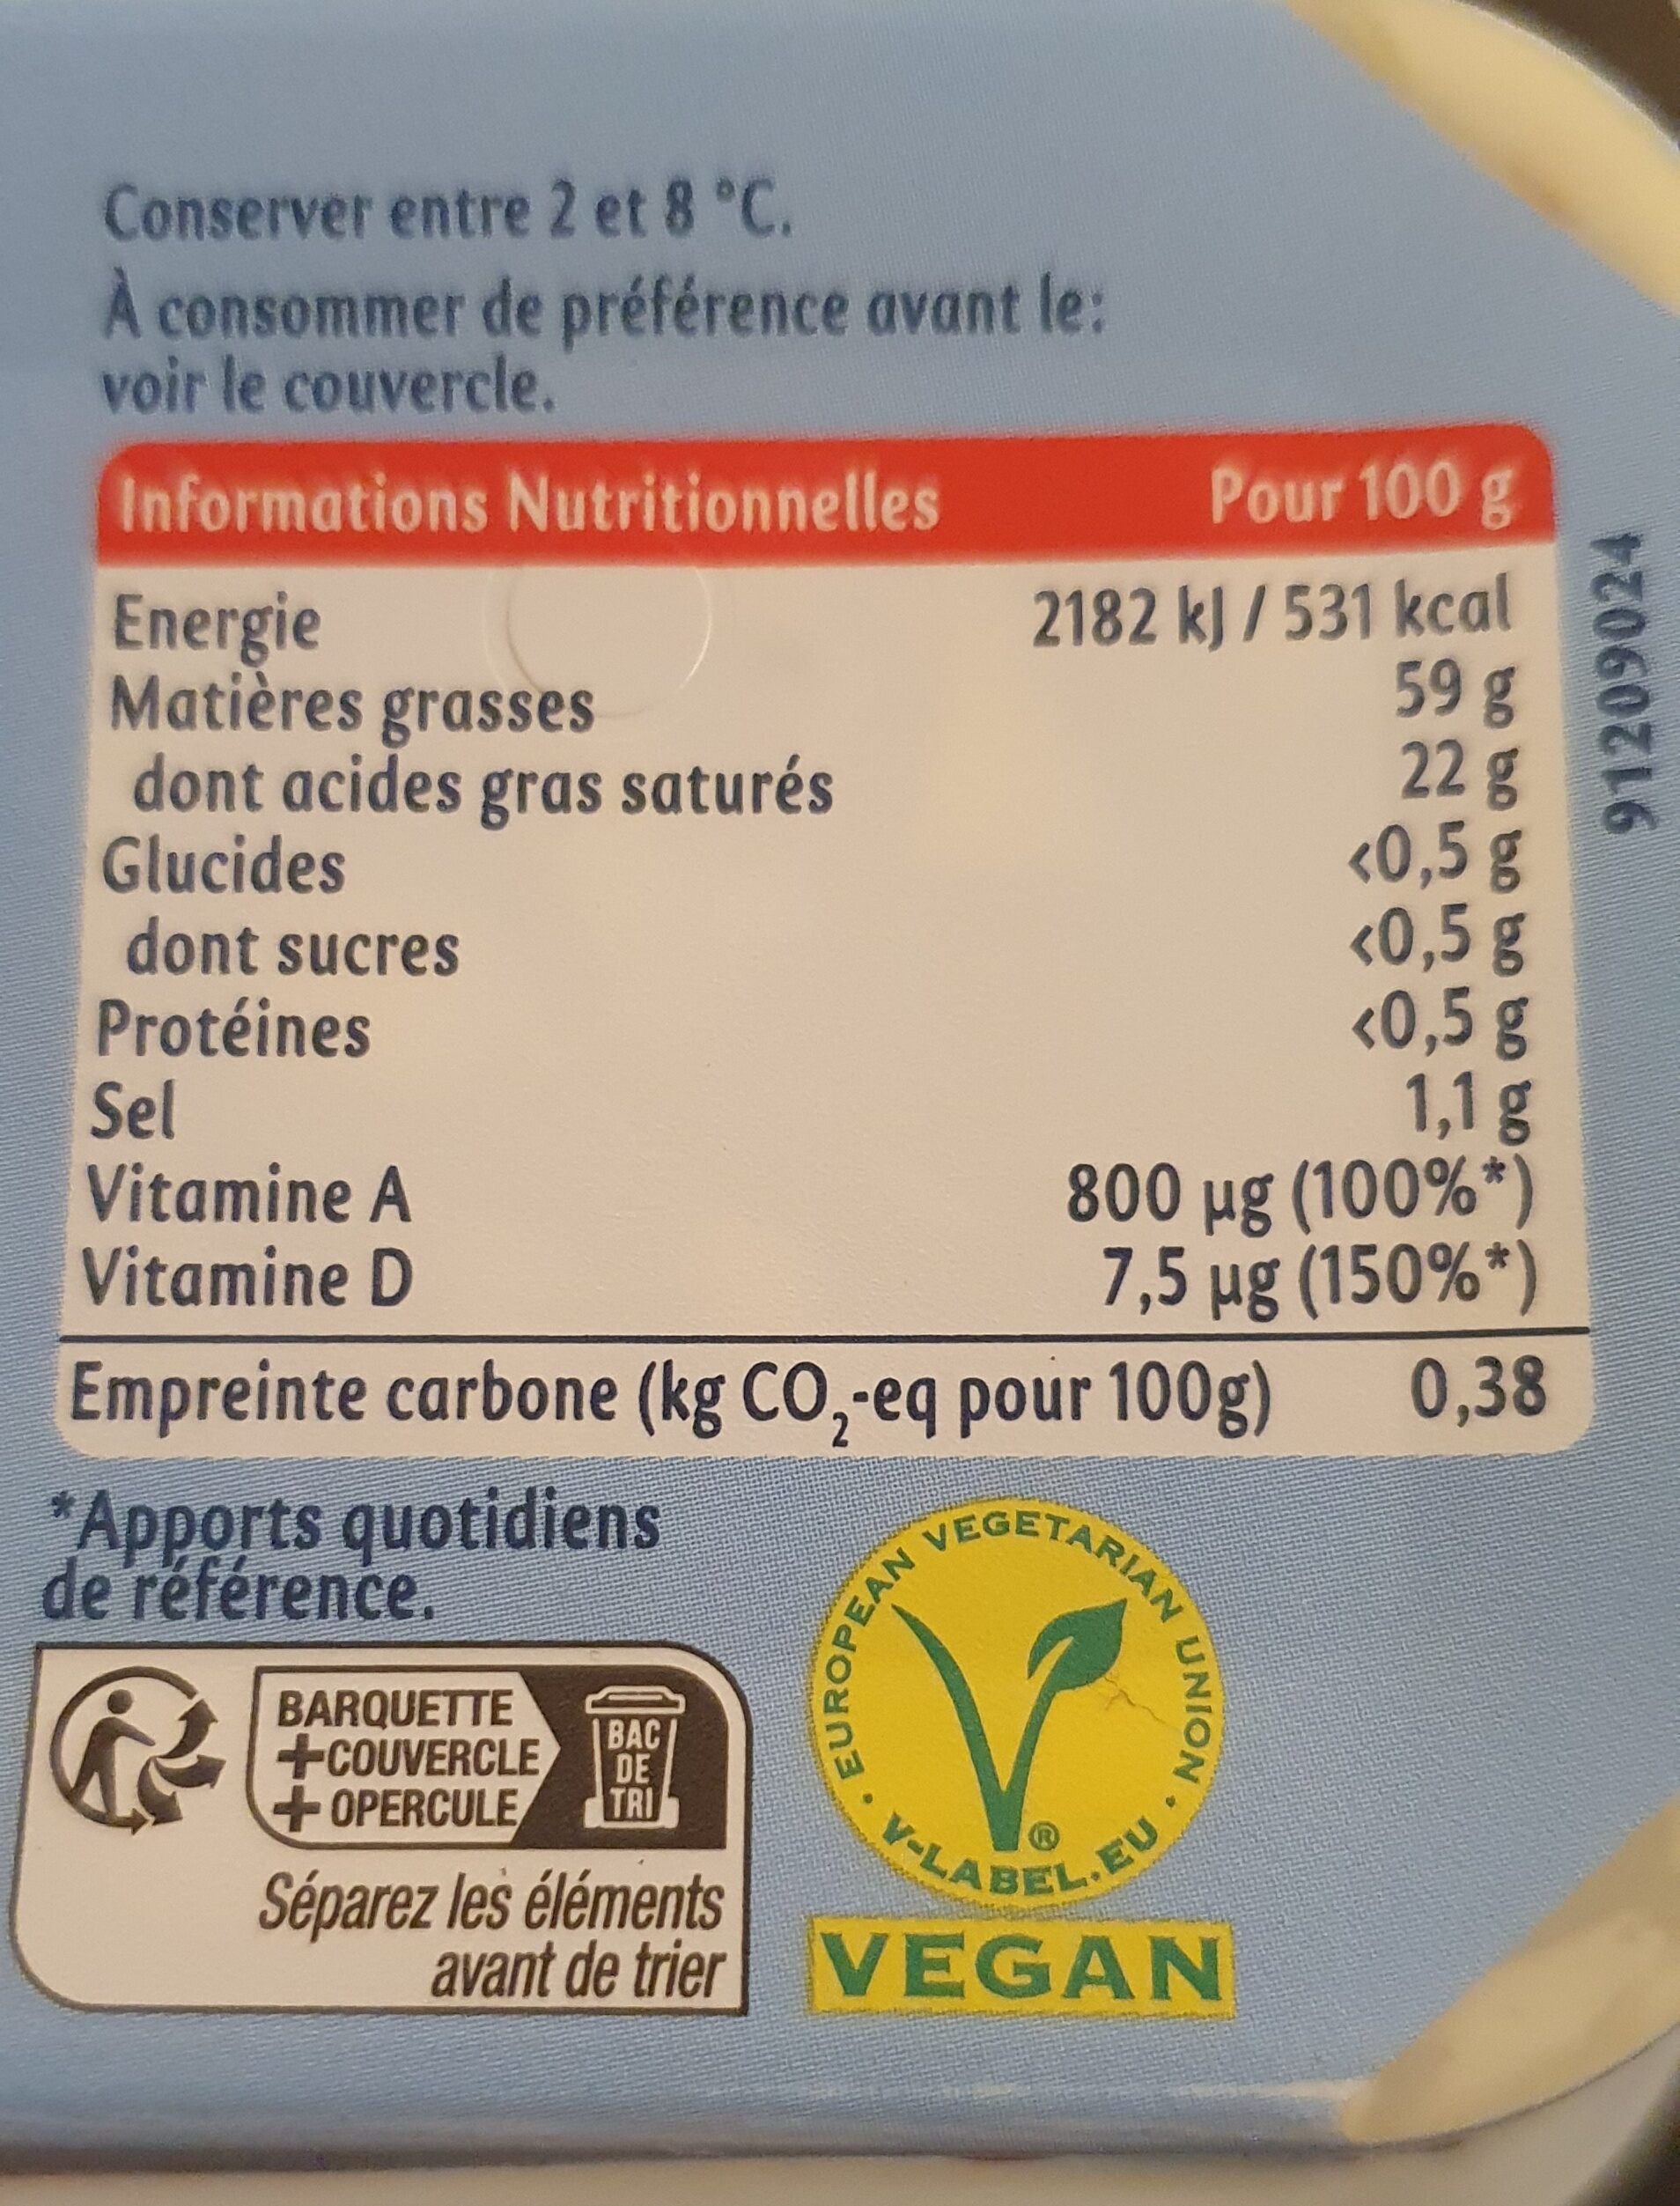 Conserver entre 2 et 8 °C.
À consommer de préférence avant le:
voir le couvercle.
Informations Nutritionnelles Pour 100 g
Energie 2182 kJ / 531 kcal
Matières grasses 59 g
dont acides gras saturés 22 g
Glucides <0,5 g
dont sucres <0,5 g
Protéines <0,5 g
Sel 1,1 g
Vitamine A 800 µg (100%*)
Vitamine D 7,5 µg (150%*)
Empreinte carbone (kg CO₂-eq pour 100g) 0,38
91209024
*Apports quotidiens
de référence.
BARQUETTE
+COUVERCLE
+ OPERCULE
BAC
DE
TRI
Séparez les éléments
avant de trier
EUROPEAN VEGETARIAN UNION
®
V-LABEL.EU
VEGAN